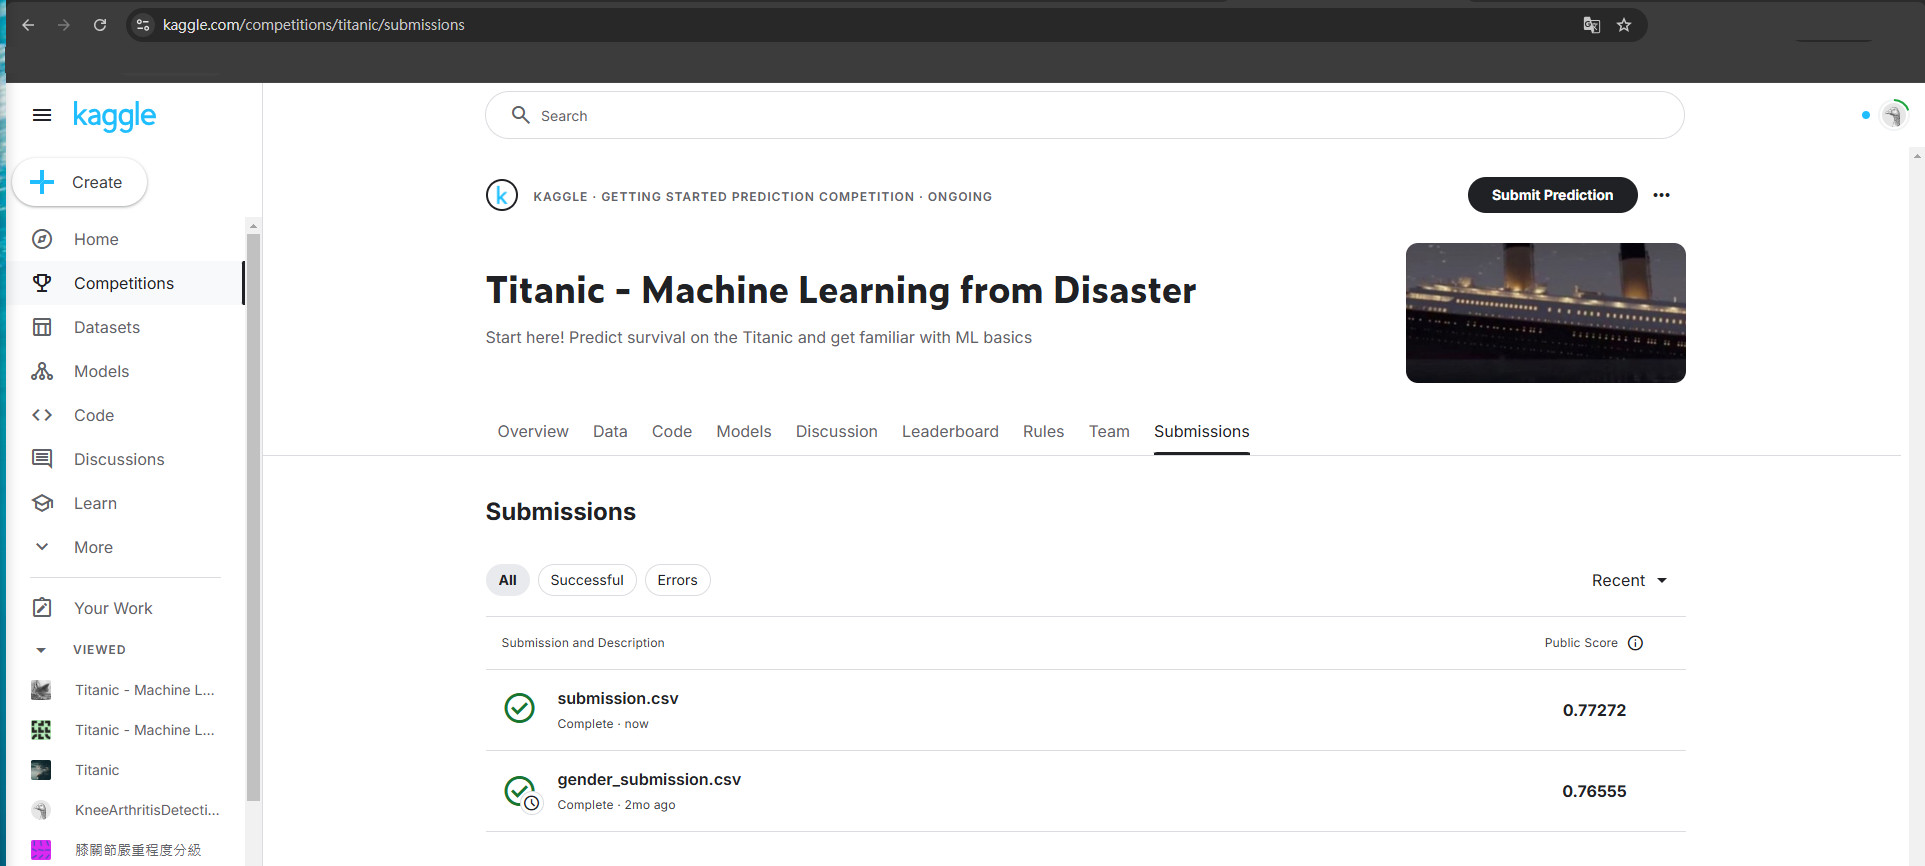 kaggle.com/competitions/titanic/submissions
kaggle
Search
Create
Home
Competitions
Datasets
Models
Code
Discussions
Learn
More
Your Work
VIEWED
Titanic - Machine L...
Titanic - Machine L...
Titanic
KneeArthritisDetecti...
膝關節嚴重程度分級
k
KAGGLE · GETTING STARTED PREDICTION COMPETITION · ONGOING
Submit Prediction
Titanic - Machine Learning from Disaster
Start here! Predict survival on the Titanic and get familiar with ML basics
Overview Data Code Models Discussion Leaderboard Rules Team Submissions
Submissions
All Successful Errors
Recent
Submission and Description Public Score
submission.csv
Complete · now
0.77272
gender_submission.csv
Complete · 2mo ago
0.76555